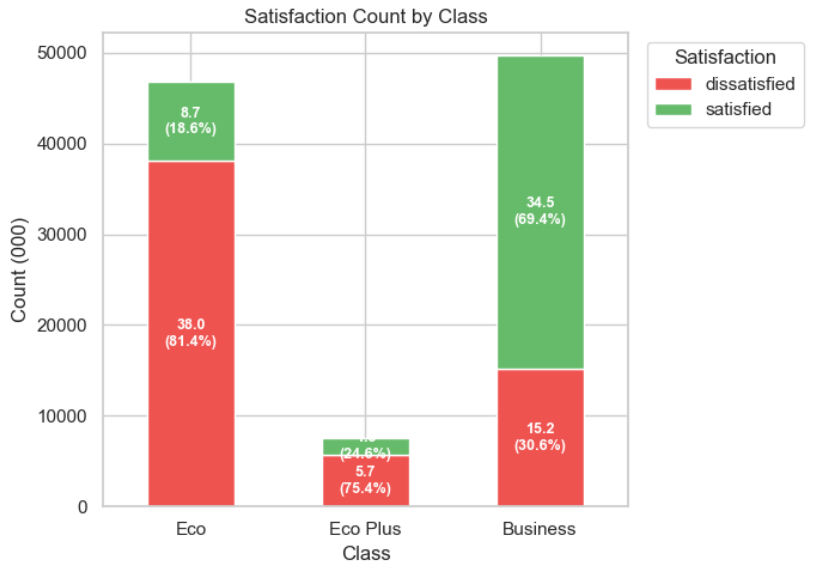 Satisfaction Count by Class
Satisfaction
dissatisfied
satisfied
Count (000)
50000
40000
30000
20000
10000
0
8.7
(18.6%)
38.0
(81.4%)
(24.6%)
5.7
(75.4%)
34.5
(69.4%)
15.2
(30.6%)
Eco
Eco Plus
Business
Class